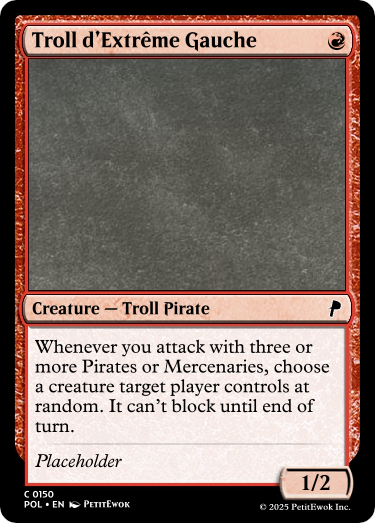 Troll d'Extrême Gauche
Creature — Troll Pirate
Whenever you attack with three or
more Pirates or Mercenaries, choose
a creature target player controls at
random. It can't block until end of
turn.
Placeholder
1/2
C 0150
POL • EN PetitEwok
© 2025 PetitEwok Inc.